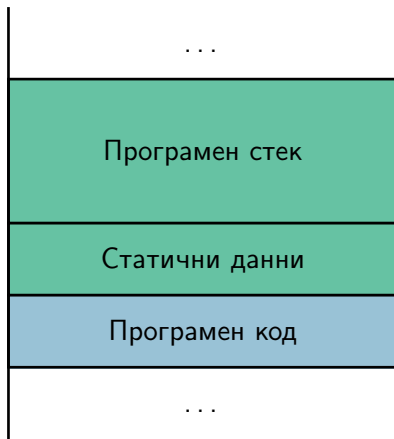 ...
Програмен стек
Статични данни
Програмен код
...